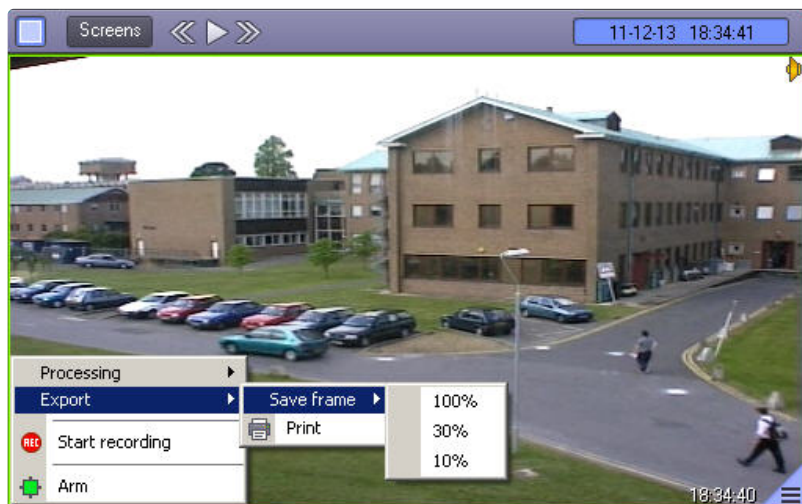 Screens
11-12-13 18:34:41
Processing
Export
Save frame
100%
Print
30%
REC
Start recording
10%
Arm
18:34:40